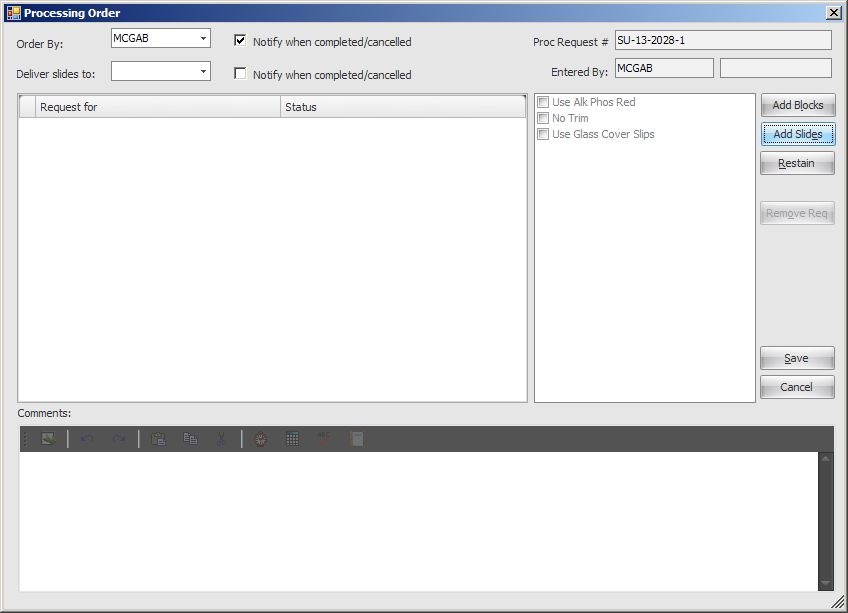 Processing Order
Order By: MCGAB Notify when completed/cancelled Proc Request # SU-13-2028-1
Deliver slides to: Notify when completed/cancelled Entered By: MCGAB
Request for Status
Use Alk Phos Red
No Trim
Use Glass Cover Slips
Add Blocks
Add Slides
Restain
Remove Req
Save
Cancel
Comments:
ABC